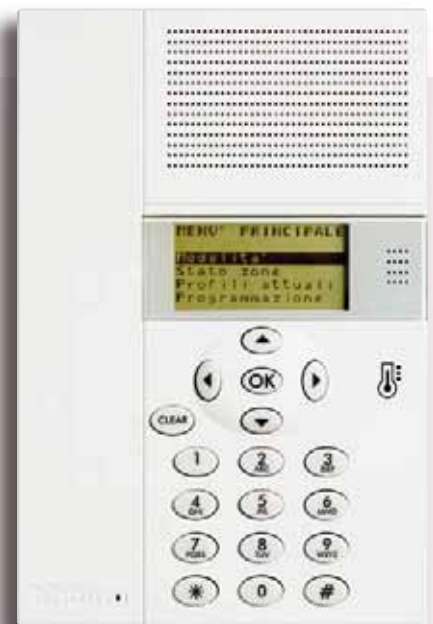 MENU' PRINCIPALE
Modalita'
Stato zone
Profili attuali
Programmazione
OK
CLEAR
1
2 ABC
3 DEF
4 GHI
5 JKL
6 MNO
7 PQRS
8 TUV
9 WXYZ
*
0
#